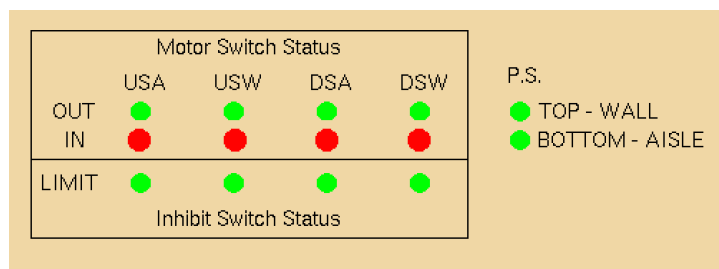 Motor Switch Status
USA USW DSA DSW
OUT
IN
LIMIT
Inhibit Switch Status
P.S.
TOP - WALL
BOTTOM - AISLE